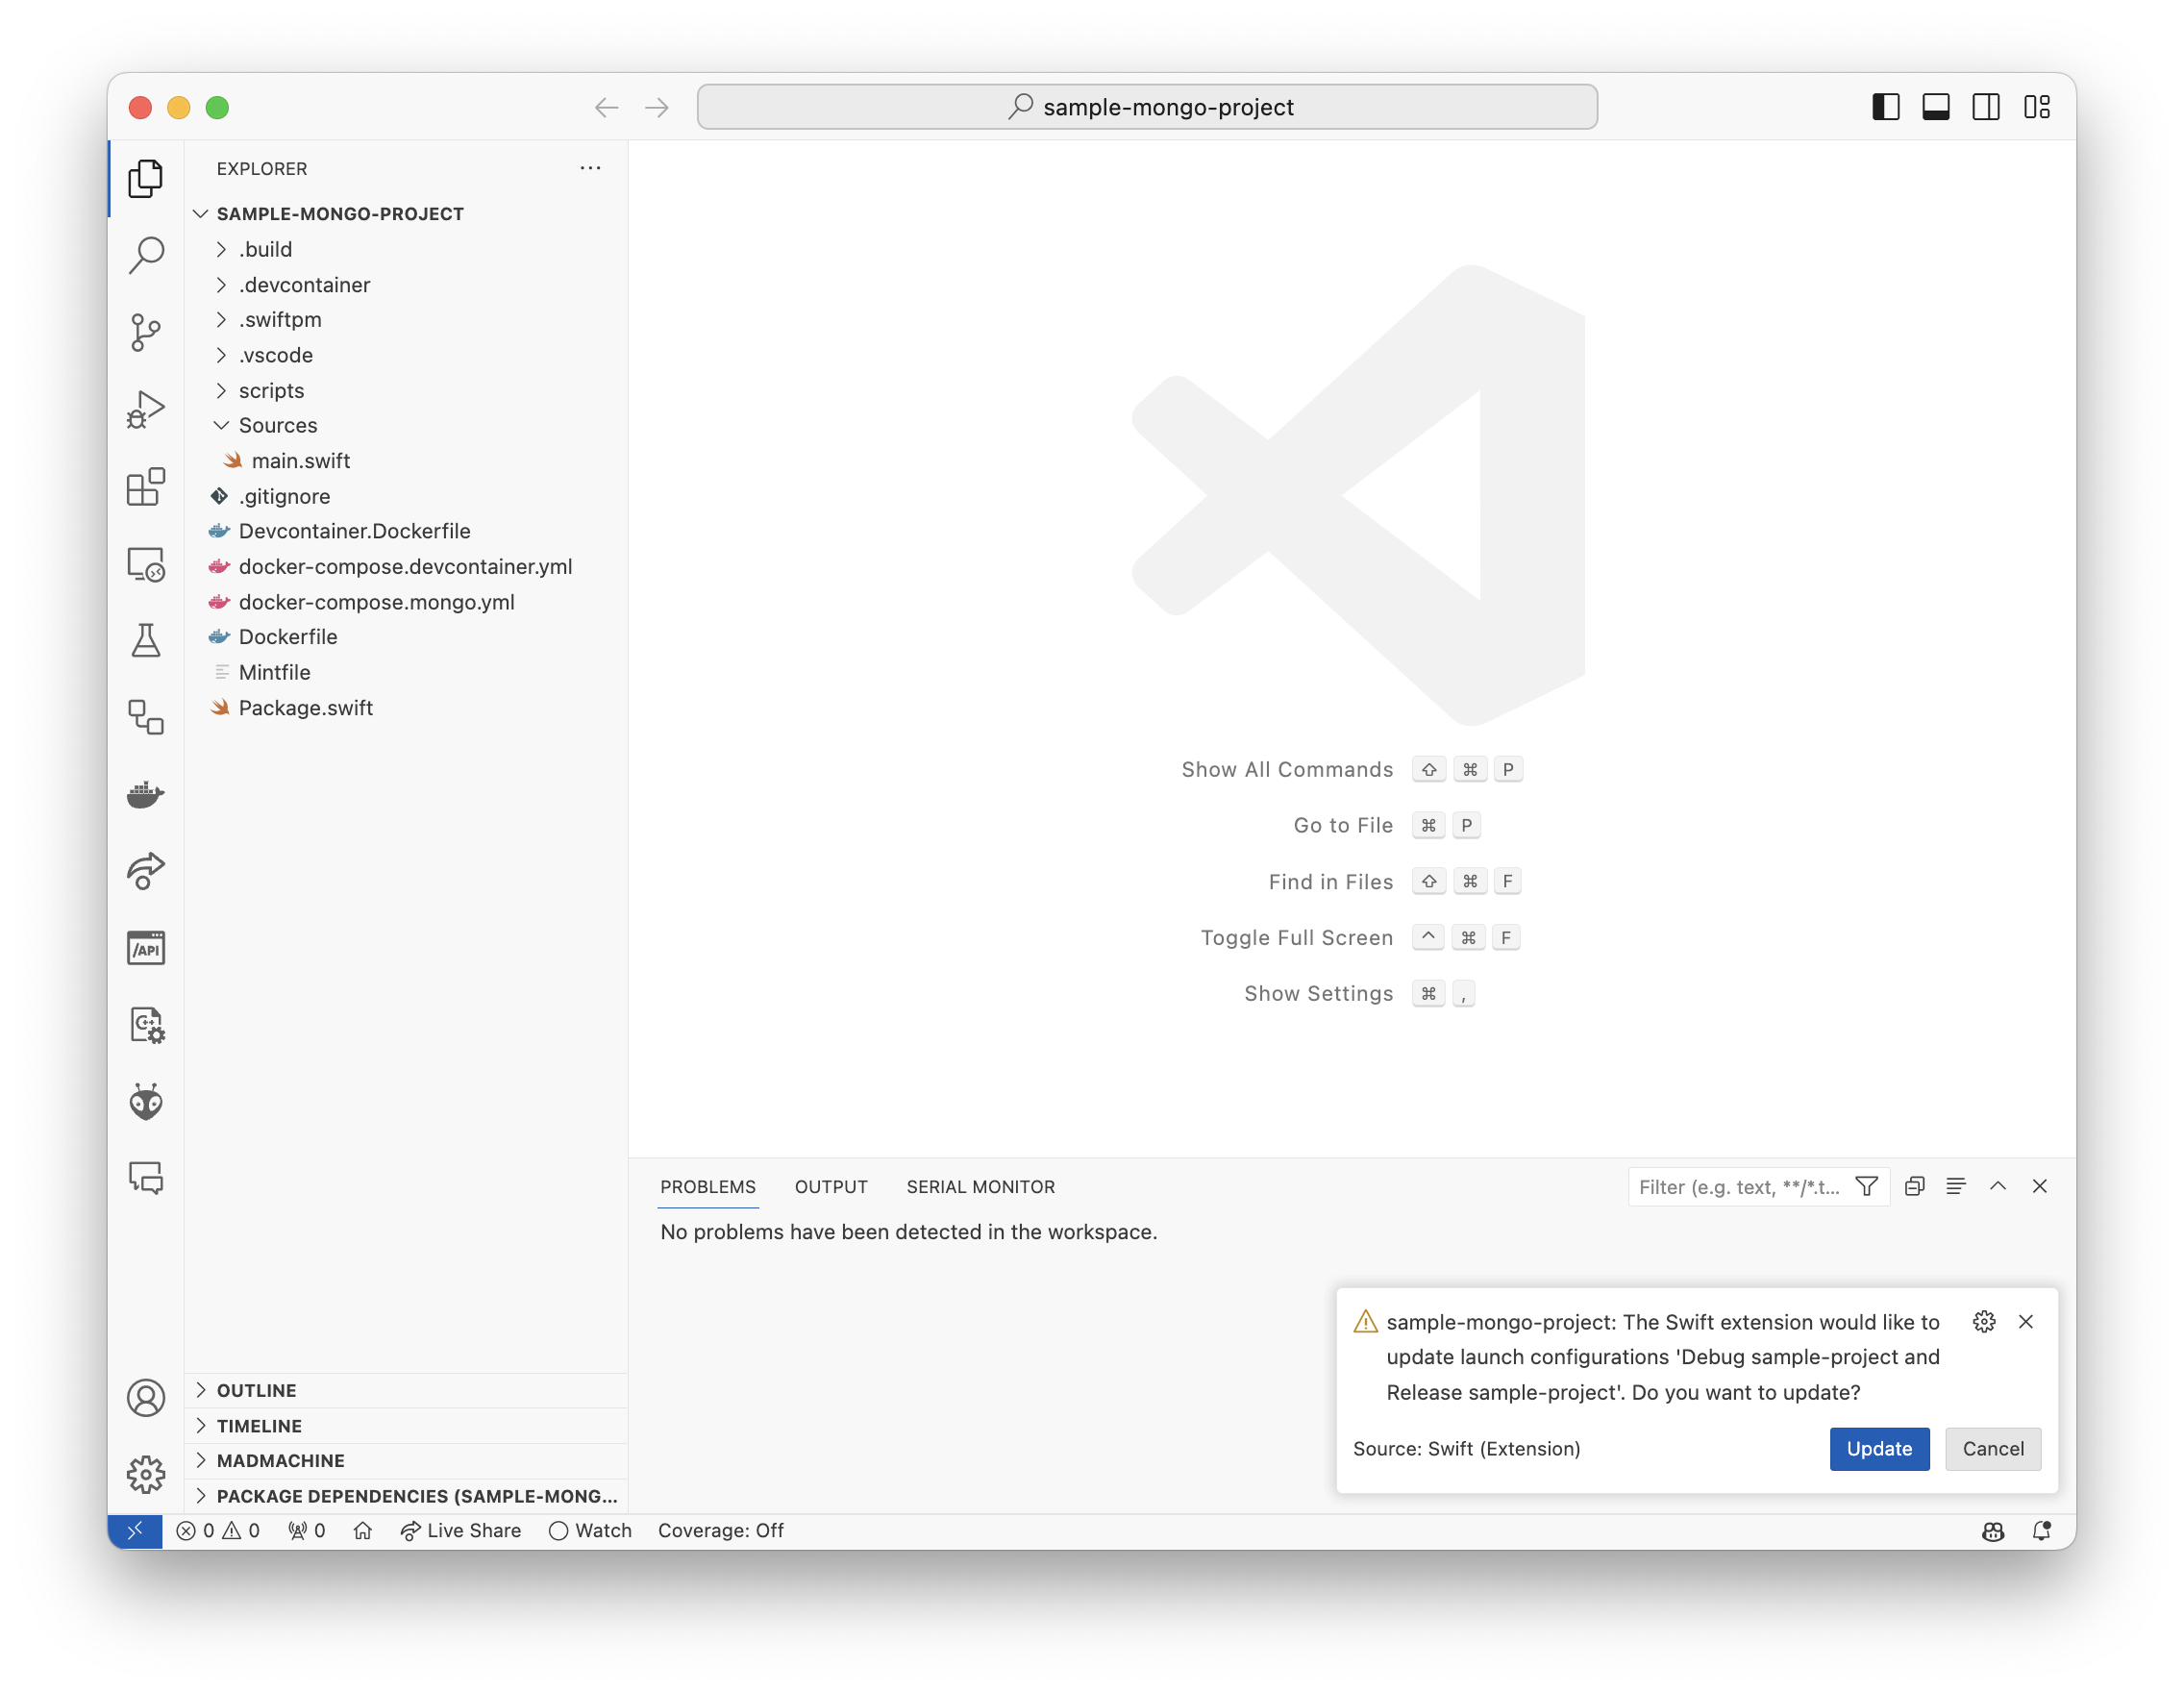 sample-mongo-project
EXPLORER
SAMPLE-MONGO-PROJECT
.build
.devcontainer
.swiftpm
.vscode
scripts
Sources
main.swift
.gitignore
Devcontainer.Dockerfile
docker-compose.devcontainer.yml
docker-compose.mongo.yml
Dockerfile
Mintfile
Package.swift
/API
C++
OUTLINE
TIMELINE
MADMACHINE
PACKAGE DEPENDENCIES (SAMPLE-MONG...
Show All Commands ⇧ ⌘ P
Go to File ⌘ P
Find in Files ⇧ ⌘ F
Toggle Full Screen ^ ⌘ F
Show Settings ⌘ ,
PROBLEMS OUTPUT SERIAL MONITOR Filter (e.g. text, **/*.t...
No problems have been detected in the workspace.
sample-mongo-project: The Swift extension would like to
update launch configurations 'Debug sample-project and
Release sample-project'. Do you want to update?
Source: Swift (Extension) Update Cancel
0 0 0 Live Share Watch Coverage: Off